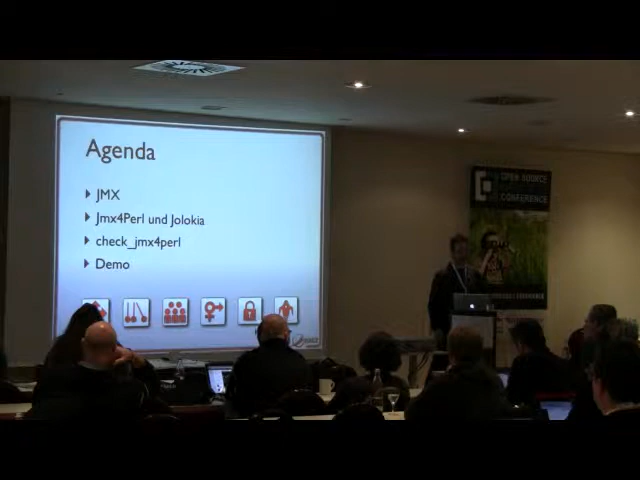 Agenda
JMX
Jmx4Perl und Jolokia
check_jmx4perl
Demo
OPEN SOURCE
CONFERENCE